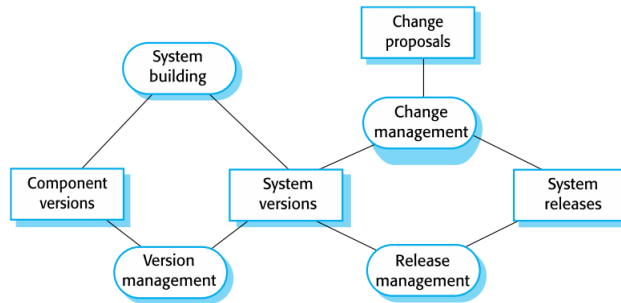 Change
proposals
System
building
Change
management
Component
versions
System
versions
System
releases
Version
management
Release
management